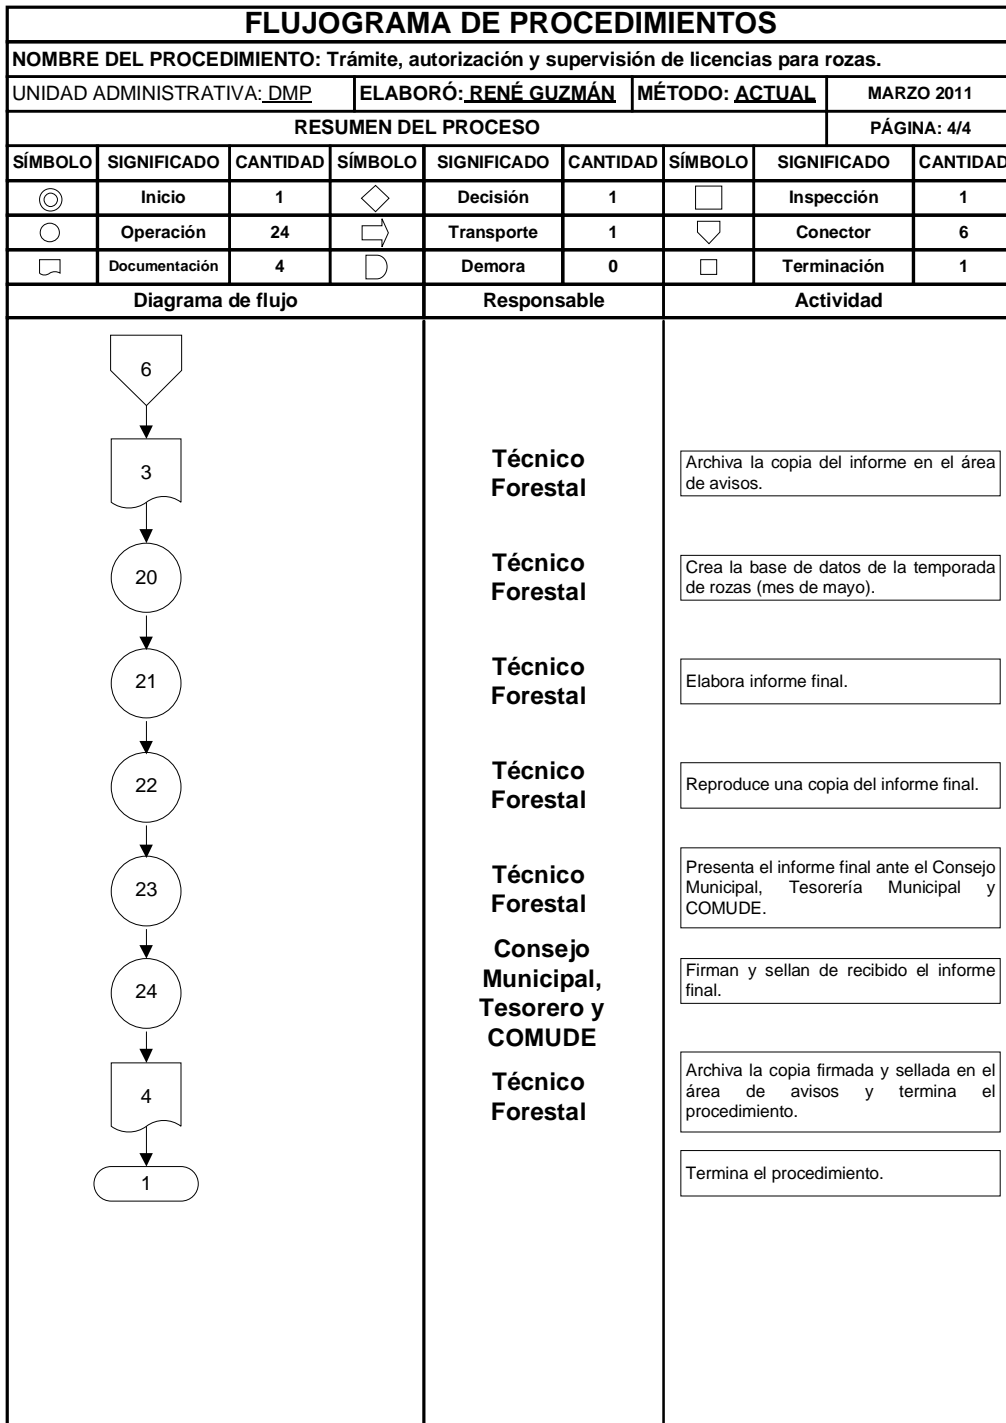 FLUJOGRAMA DE PROCEDIMIENTOS
NOMBRE DEL PROCEDIMIENTO: Trámite, autorización y supervisión de licencias para rozas.
UNIDAD ADMINISTRATIVA: DMP ELABORÓ: RENÉ GUZMÁN MÉTODO: ACTUAL MARZO 2011
RESUMEN DEL PROCESO PÁGINA: 4/4
SÍMBOLO SIGNIFICADO CANTIDAD SÍMBOLO SIGNIFICADO CANTIDAD SÍMBOLO SIGNIFICADO CANTIDAD
Inicio 1 Decisión 1 Inspección 1
Operación 24 Transporte 1 Conector 6
Documentación 4 Demora 0 Terminación 1
Diagrama de flujo Responsable Actividad
6
3
Técnico
Forestal
Archiva la copia del informe en el área
de avisos.
20
Técnico
Forestal
Crea la base de datos de la temporada
de rozas (mes de mayo).
21
Técnico
Forestal
Elabora informe final.
22
Técnico
Forestal
Reproduce una copia del informe final.
23
Técnico
Forestal
Presenta el informe final ante el Consejo
Municipal, Tesorería Municipal y
COMUDE.
24
Consejo
Municipal,
Tesorero y
COMUDE
Firman y sellan de recibido el informe
final.
4
Técnico
Forestal
Archiva la copia firmada y sellada en el
área de avisos y termina el
procedimiento.
1
Termina el procedimiento.